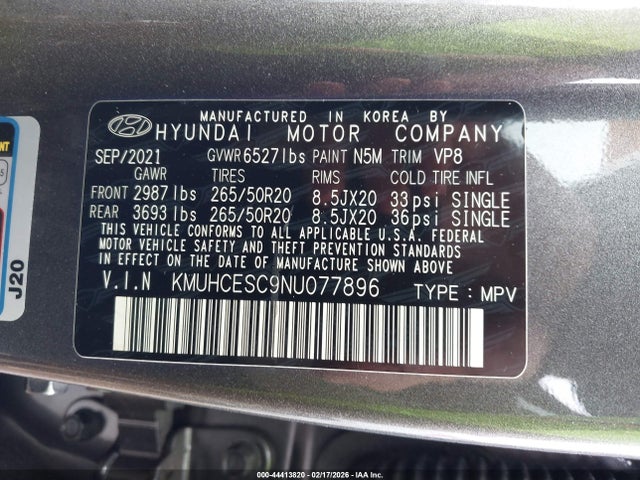 MANUFACTURED IN KOREA BY
HYUNDAI MOTOR COMPANY
SEP/2021 GVWR 6527lbs PAINT N5M TRIM VP8
GAWR TIRES RIMS COLD TIRE INFL
FRONT 2987 lbs 265/50R20 8.5JX20 33psi SINGLE
REAR 3693 lbs 265/50R20 8.5JX20 36psi SINGLE
THIS VEHICLE CONFORMS TO ALL APPLICABLE U.S.A. FEDERAL
MOTOR VEHICLE SAFETY AND THEFT PREVENTION STANDARDS
IN EFFECT ON THE DATE OF MANUFACTURE SHOWN ABOVE.
V.I.N KMUHCESC9NU077896 TYPE : MPV
J20
000-44413820 - 02/17/2026 - IAA Inc.